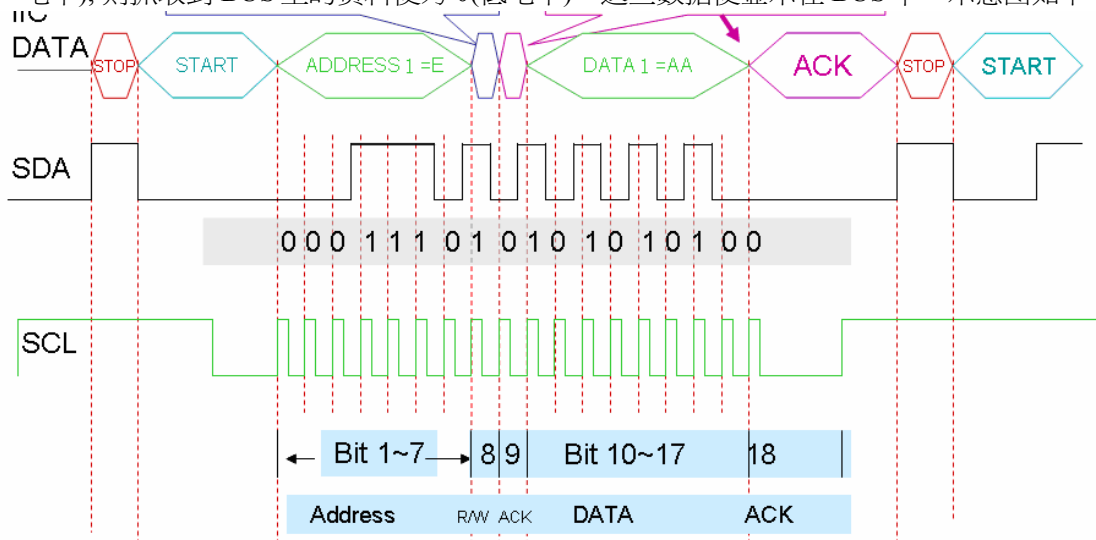 IIC
DATA
STOP START ADDRESS 1 =E DATA 1 =AA ACK STOP START
SDA
0 0 0 1 1 1 0 1 0 1 0 1 0 1 0 1 0 0
SCL
Bit 1~7 8 9 Bit 10~17 18
Address R/W ACK DATA ACK